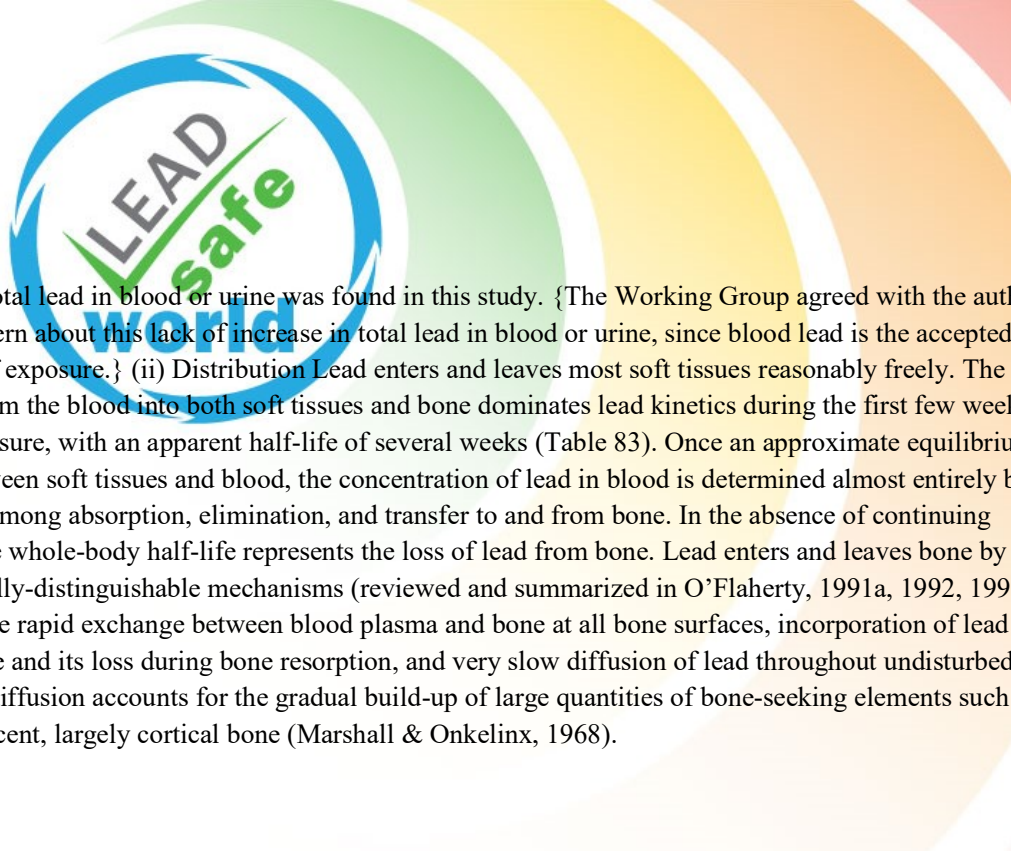 LEAD
safe
world
otal lead in blood or urine was found in this study. {The Working Group agreed with the auth
ern about this lack of increase in total lead in blood or urine, since blood lead is the accepted
f exposure.} (ii) Distribution Lead enters and leaves most soft tissues reasonably freely. The
m the blood into both soft tissues and bone dominates lead kinetics during the first few week
sure, with an apparent half-life of several weeks (Table 83). Once an approximate equilibriu
een soft tissues and blood, the concentration of lead in blood is determined almost entirely b
mong absorption, elimination, and transfer to and from bone. In the absence of continuing
e whole-body half-life represents the loss of lead from bone. Lead enters and leaves bone by
lly-distinguishable mechanisms (reviewed and summarized in O’Flaherty, 1991a, 1992, 199
e rapid exchange between blood plasma and bone at all bone surfaces, incorporation of lead
e and its loss during bone resorption, and very slow diffusion of lead throughout undisturbed
iffusion accounts for the gradual build-up of large quantities of bone-seeking elements such
cent, largely cortical bone (Marshall & Onkelinx, 1968).